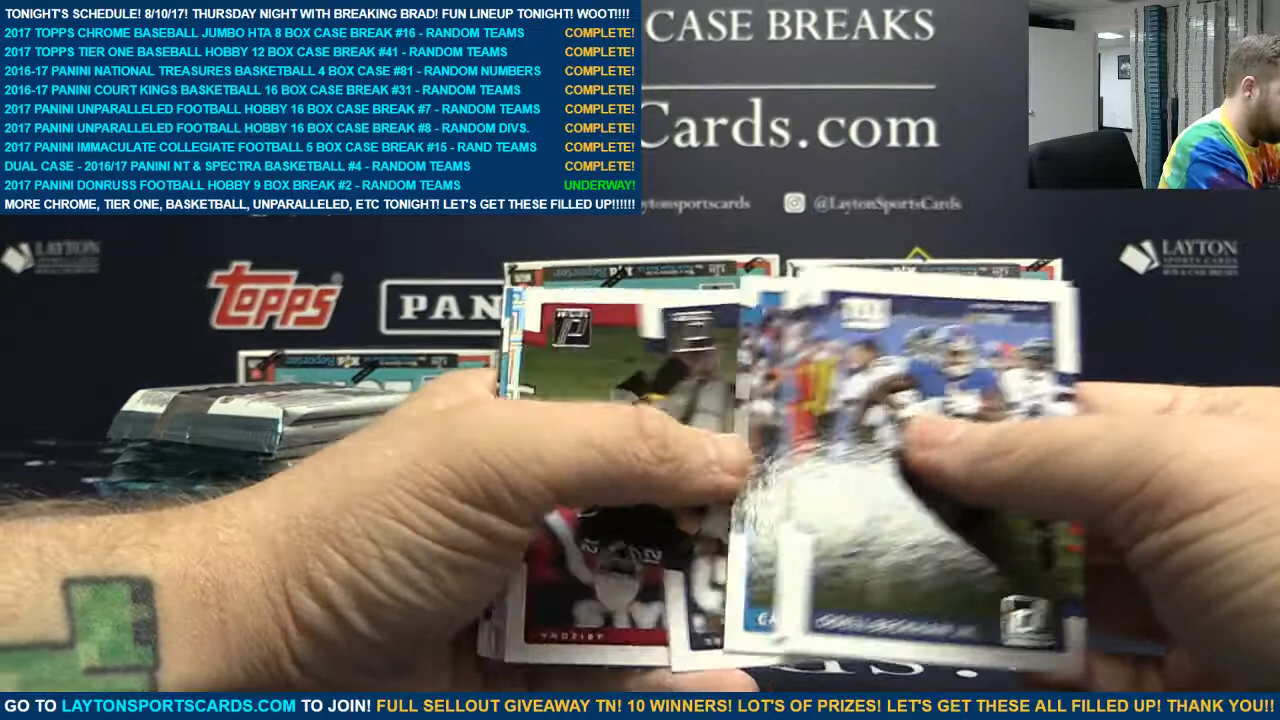 TONIGHT'S SCHEDULE! 8/10/17! THURSDAY NIGHT WITH BREAKING BRAD! FUN LINEUP TONIGHT! WOOT!!!!
2017 TOPPS CHROME BASEBALL JUMBO HTA 8 BOX CASE BREAK #16 - RANDOM TEAMS COMPLETE!
2017 TOPPS TIER ONE BASEBALL HOBBY 12 BOX CASE BREAK #41 - RANDOM TEAMS COMPLETE!
2016-17 PANINI NATIONAL TREASURES BASKETBALL 4 BOX CASE #81 - RANDOM NUMBERS COMPLETE!
2016-17 PANINI COURT KINGS BASKETBALL 16 BOX CASE BREAK #31 - RANDOM TEAMS COMPLETE!
2017 PANINI UNPARALLELED FOOTBALL HOBBY 16 BOX CASE BREAK #7 - RANDOM TEAMS COMPLETE!
2017 PANINI UNPARALLELED FOOTBALL HOBBY 16 BOX CASE BREAK #8 - RANDOM DIVS. COMPLETE!
2017 PANINI IMMACULATE COLLEGIATE FOOTBALL 5 BOX CASE BREAK #15 - RAND TEAMS COMPLETE!
DUAL CASE - 2016/17 PANINI NT & SPECTRA BASKETBALL #4 - RANDOM TEAMS COMPLETE!
2017 PANINI DONRUSS FOOTBALL HOBBY 9 BOX BREAK #2 - RANDOM TEAMS UNDERWAY!
MORE CHROME, TIER ONE, BASKETBALL, UNPARALLELED, ETC TONIGHT! LET'S GET THESE FILLED UP!!!!!!
CASE BREAKS
Cards.com
ytonsportscards @LaytonSportsCards
LAYTON
LAYTON
SPORTS CARDS
BOX & CASE BREAKS
TOPPS
PAN
ARIZONA
GO TO LAYTONSPORTSCARDS.COM TO JOIN! FULL SELLOUT GIVEAWAY TN! 10 WINNERS! LOT'S OF PRIZES! LET'S GET THESE ALL FILLED UP! THANK YOU!!